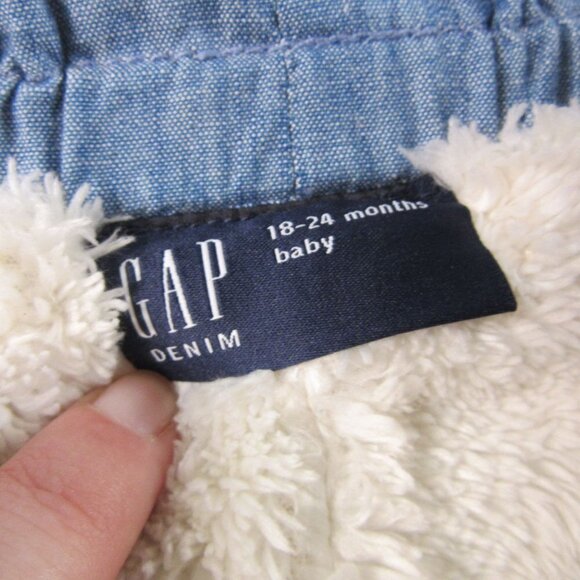 GAP
DENIM
18-24 months
baby